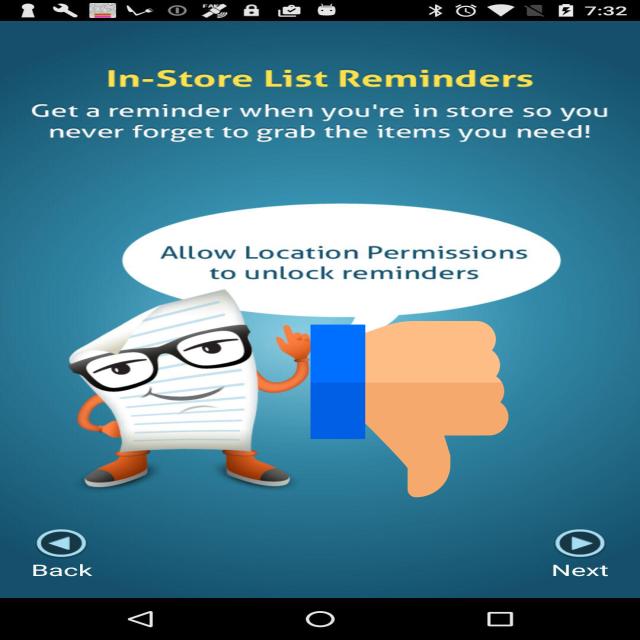 7:32
In-Store List Reminders
Get a reminder when you're in store so you
never forget to grab the items you need!
Allow Location Permissions
to unlock reminders
Back
Next